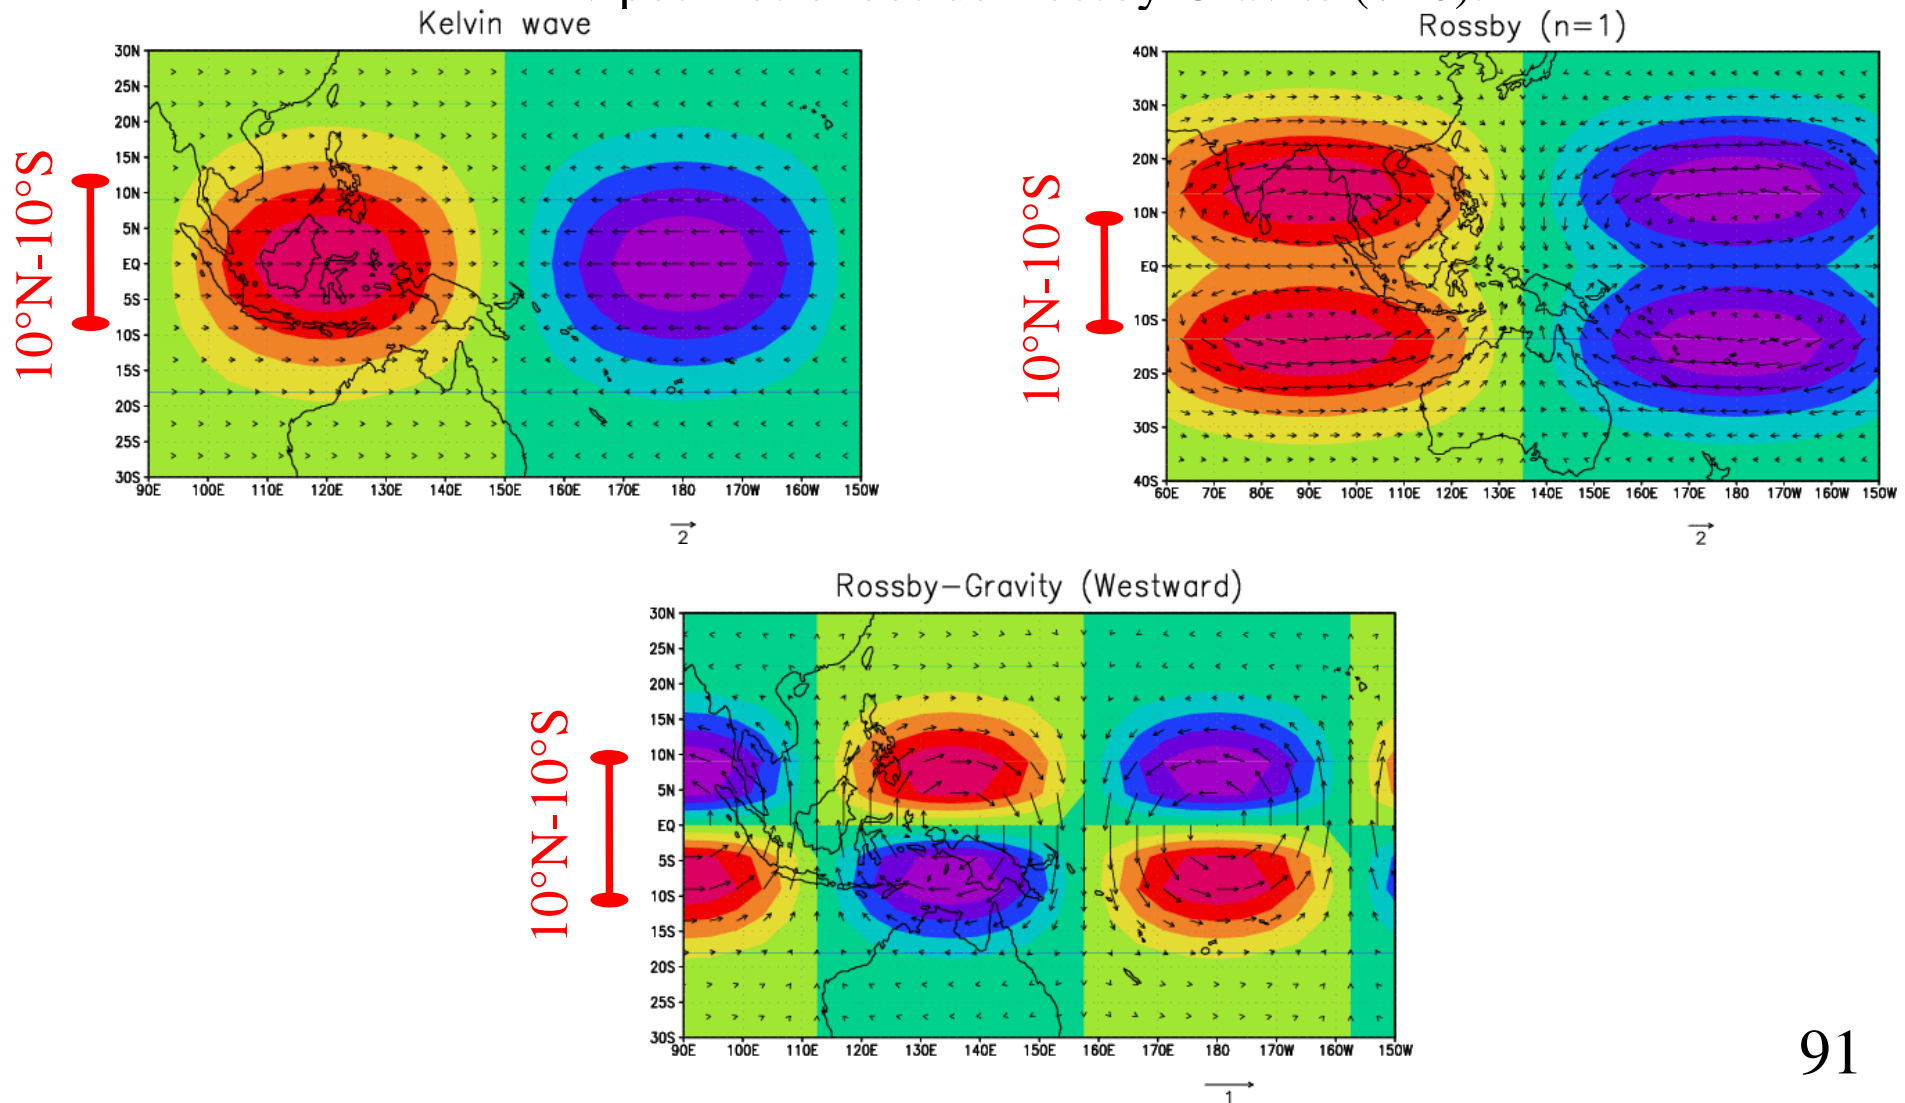 Kelvin wave
30N
25N
20N
15N
10N
5N
EQ
5S
10S
15S
20S
25S
30S
90E 100E 110E 120E 130E 140E 150E 160E 170E 180 170W 160W 150W
2
10°N-10°S
Rossby (n=1)
40N
30N
20N
10N
EQ
10S
20S
30S
40S
60E 70E 80E 90E 100E 110E 120E 130E 140E 150E 160E 170E 180 170W 160W 150W
2
10°N-10°S
Rossby-Gravity (Westward)
30N
25N
20N
15N
10N
5N
EQ
5S
10S
15S
20S
25S
30S
90E 100E 110E 120E 130E 140E 150E 160E 170E 180 170W 160W 150W
1
10°N-10°S
91